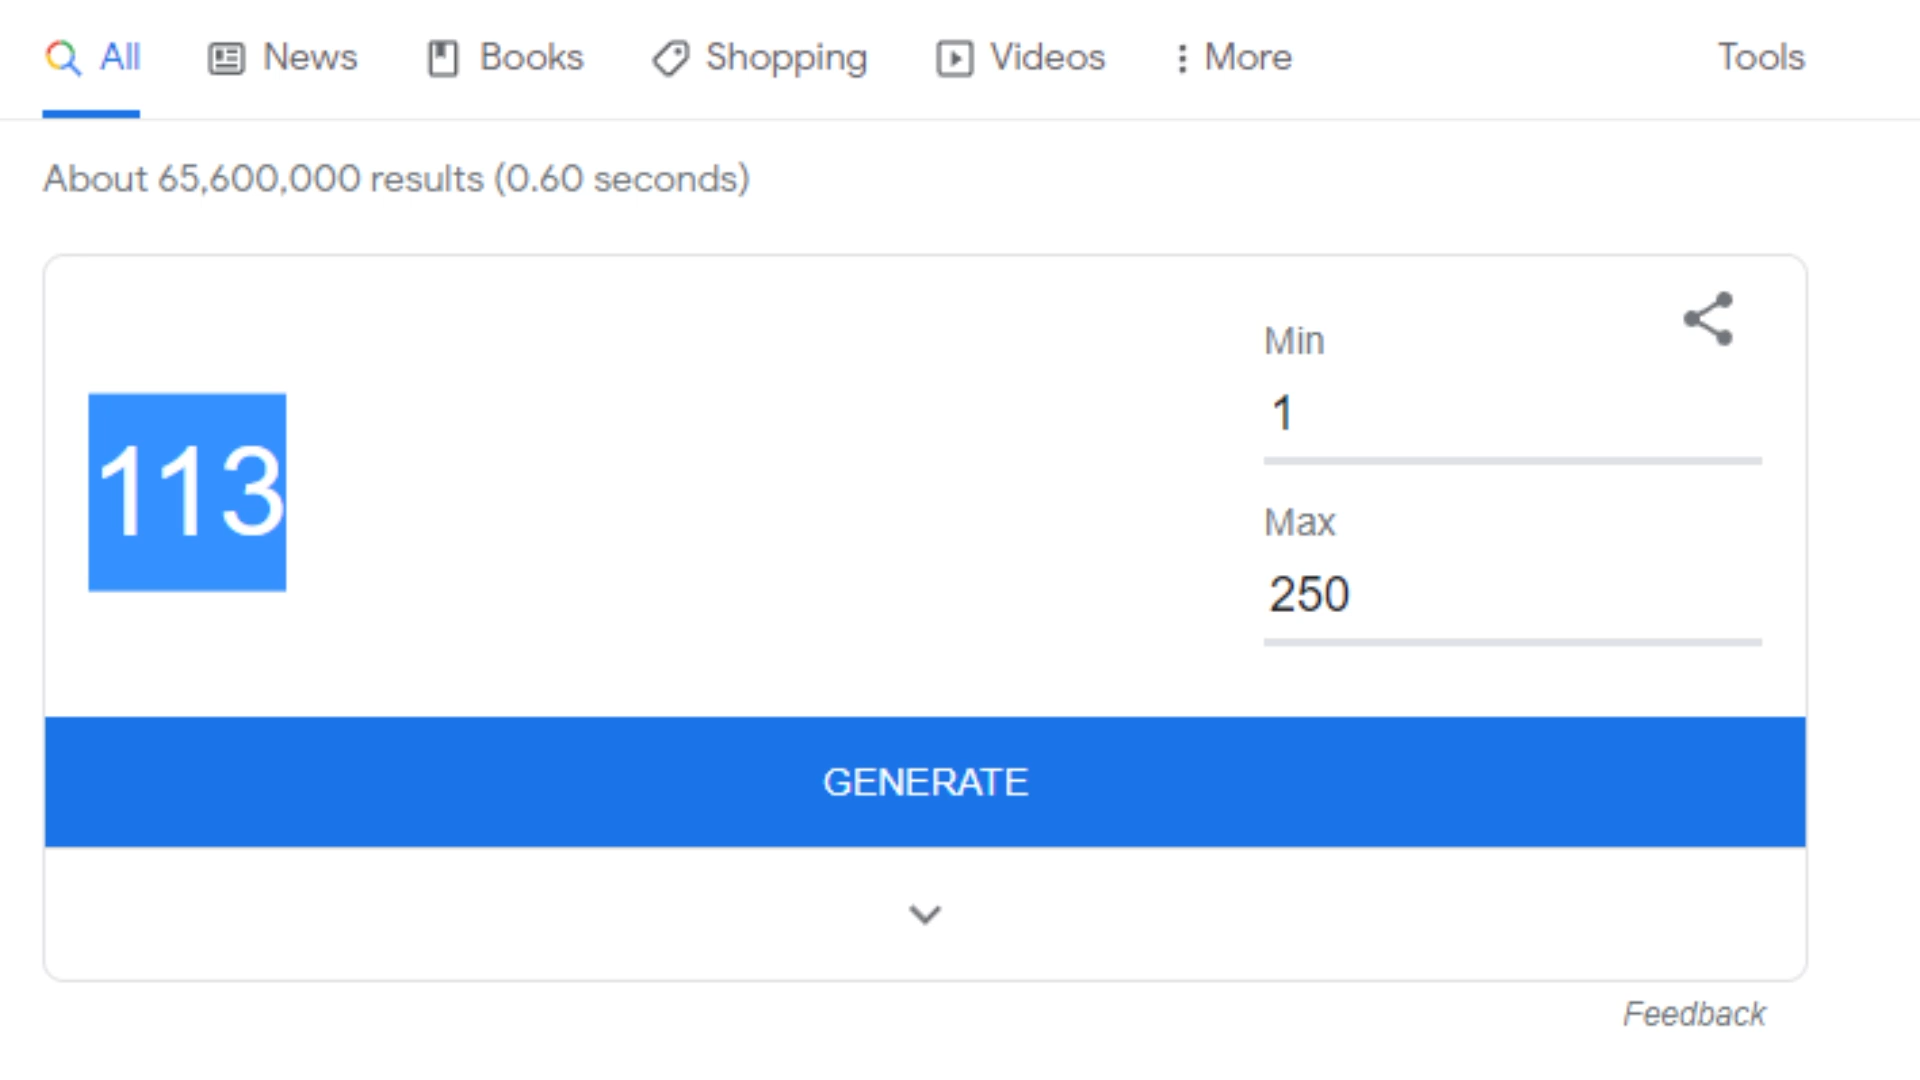 All News Books Shopping Videos More Tools
About 65,600,000 results (0.60 seconds)
Min
1
113
Max
250
GENERATE
Feedback